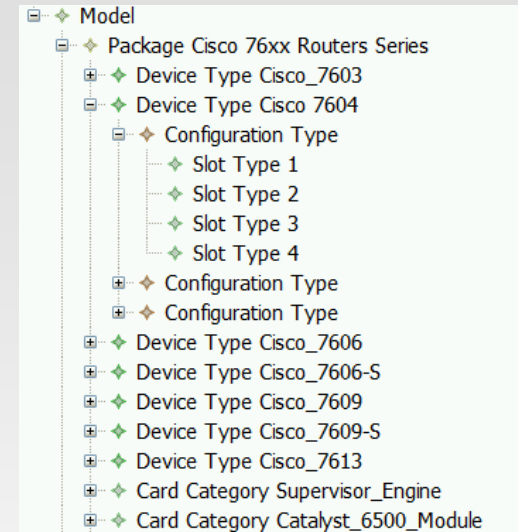 Model
Package Cisco 76xx Routers Series
Device Type Cisco_7603
Device Type Cisco 7604
Configuration Type
Slot Type 1
Slot Type 2
Slot Type 3
Slot Type 4
Configuration Type
Configuration Type
Device Type Cisco_7606
Device Type Cisco_7606-S
Device Type Cisco_7609
Device Type Cisco_7609-S
Device Type Cisco_7613
Card Category Supervisor_Engine
Card Category Catalyst_6500_Module